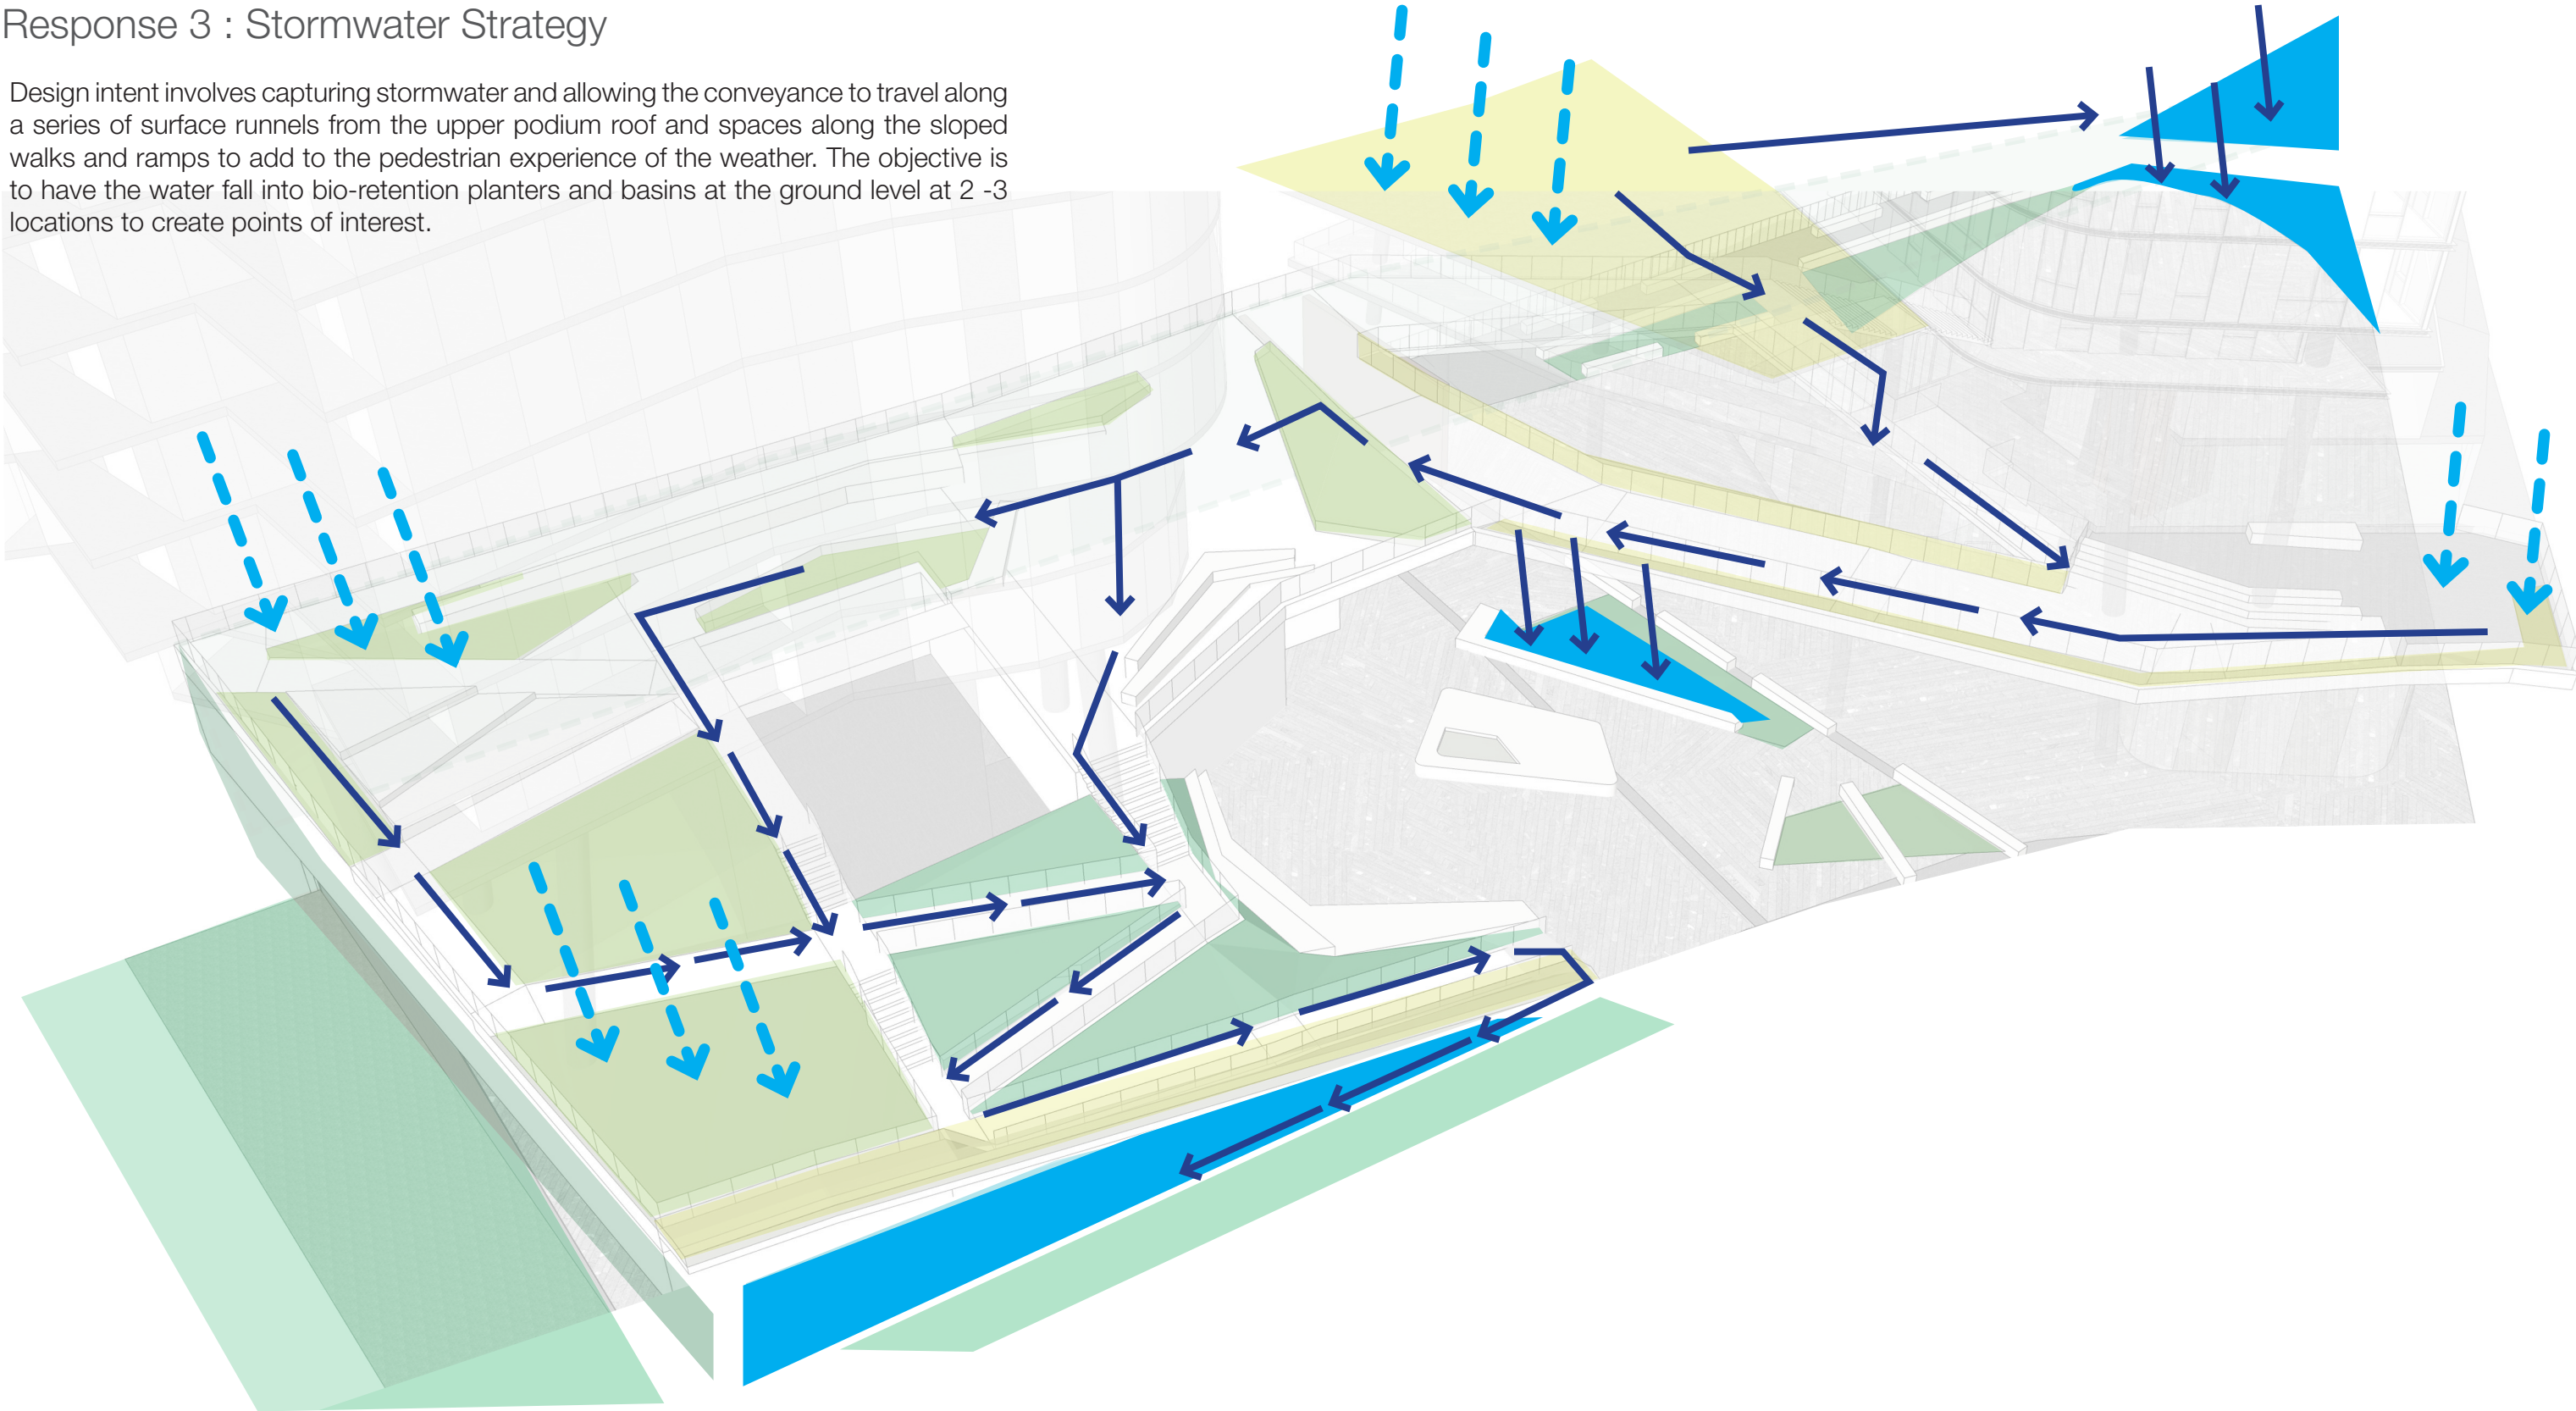 Response 3 : Stormwater Strategy
Design intent involves capturing stormwater and allowing the conveyance to travel along
a series of surface runnels from the upper podium roof and spaces along the sloped
walks and ramps to add to the pedestrian experience of the weather. The objective is
to have the water fall into bio-retention planters and basins at the ground level at 2 -3
locations to create points of interest.